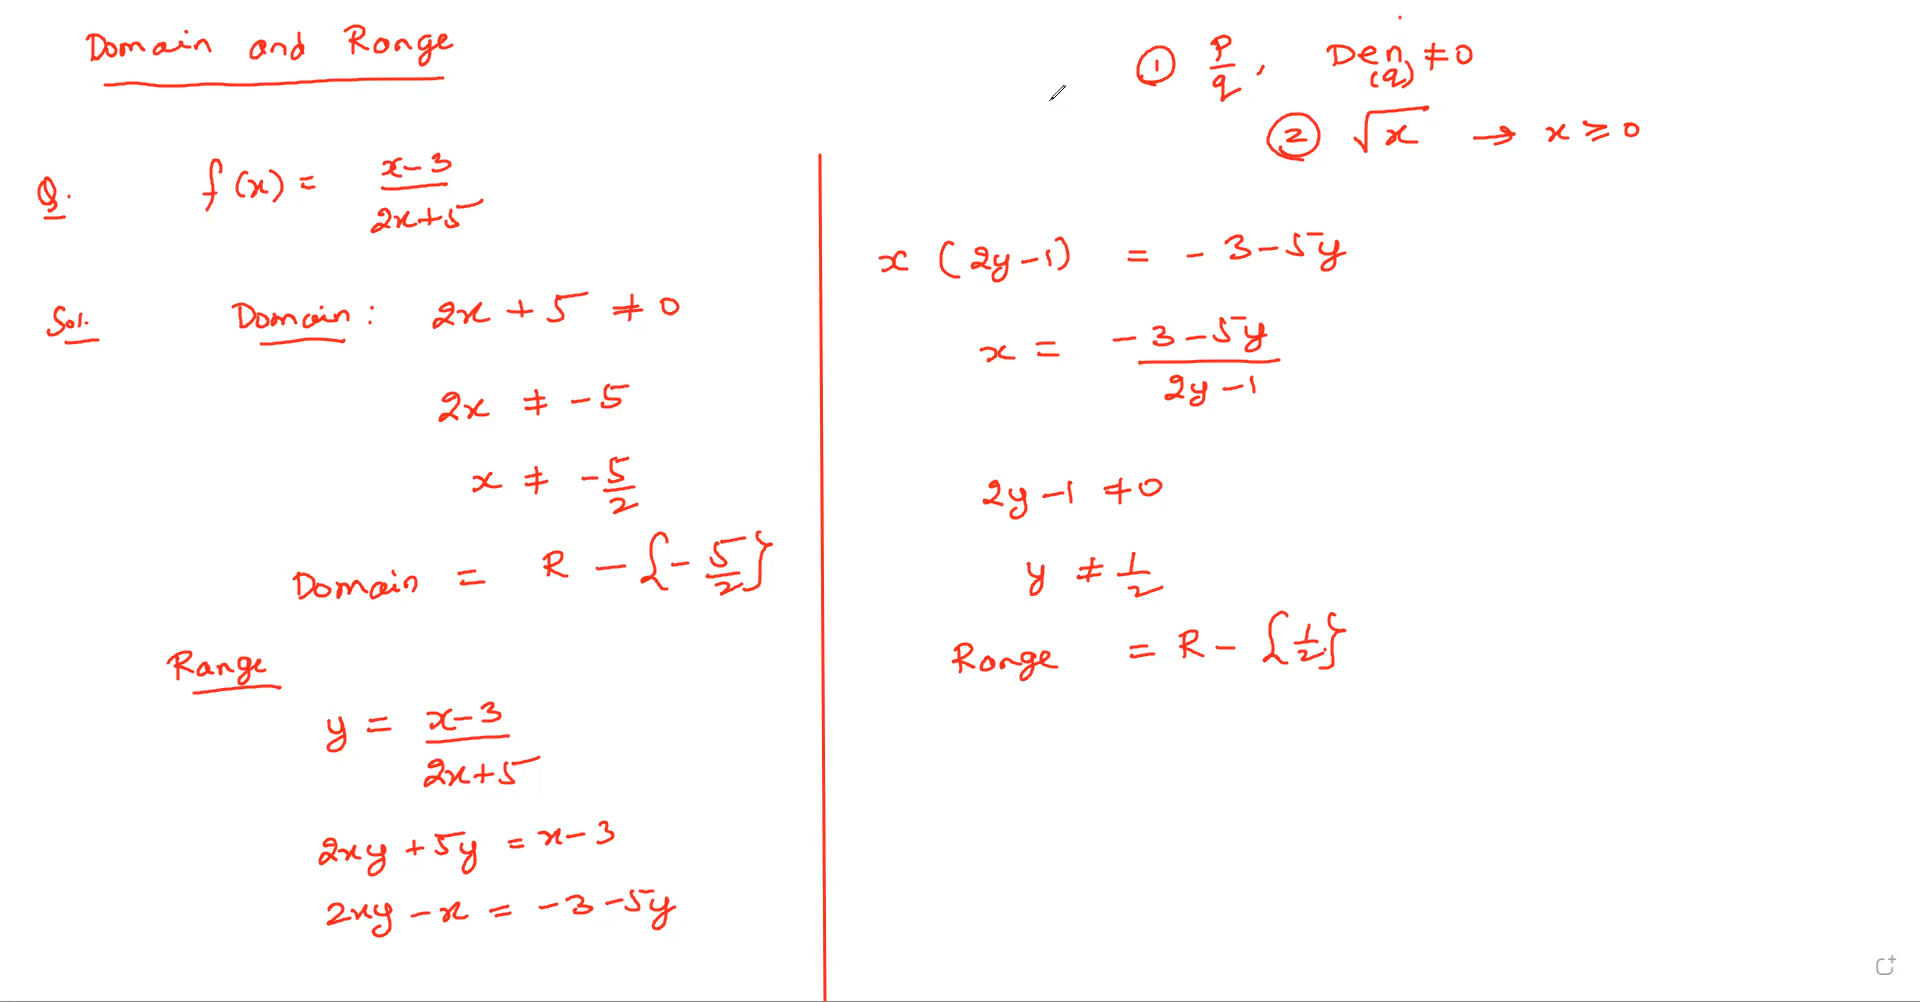 Domain and Range
Q. f(x) = (x-3)/(2x+5)
Sol. Domain: 2x + 5 ≠ 0
2x ≠ -5
x ≠ -5/2
Domain = R - {-5/2}
Range
y = (x-3)/(2x+5)
2xy + 5y = x - 3
2xy - x = -3 - 5y
① P/q, Den (q) ≠ 0
② √x → x ≥ 0
x (2y-1) = -3 - 5y
x = (-3-5y)/(2y-1)
2y - 1 ≠ 0
y ≠ 1/2
Range = R - {1/2}